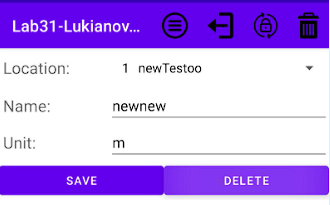 Lab31-Lukianov...
Location: 1 newTestoo
Name: newnew
Unit: m
SAVE DELETE